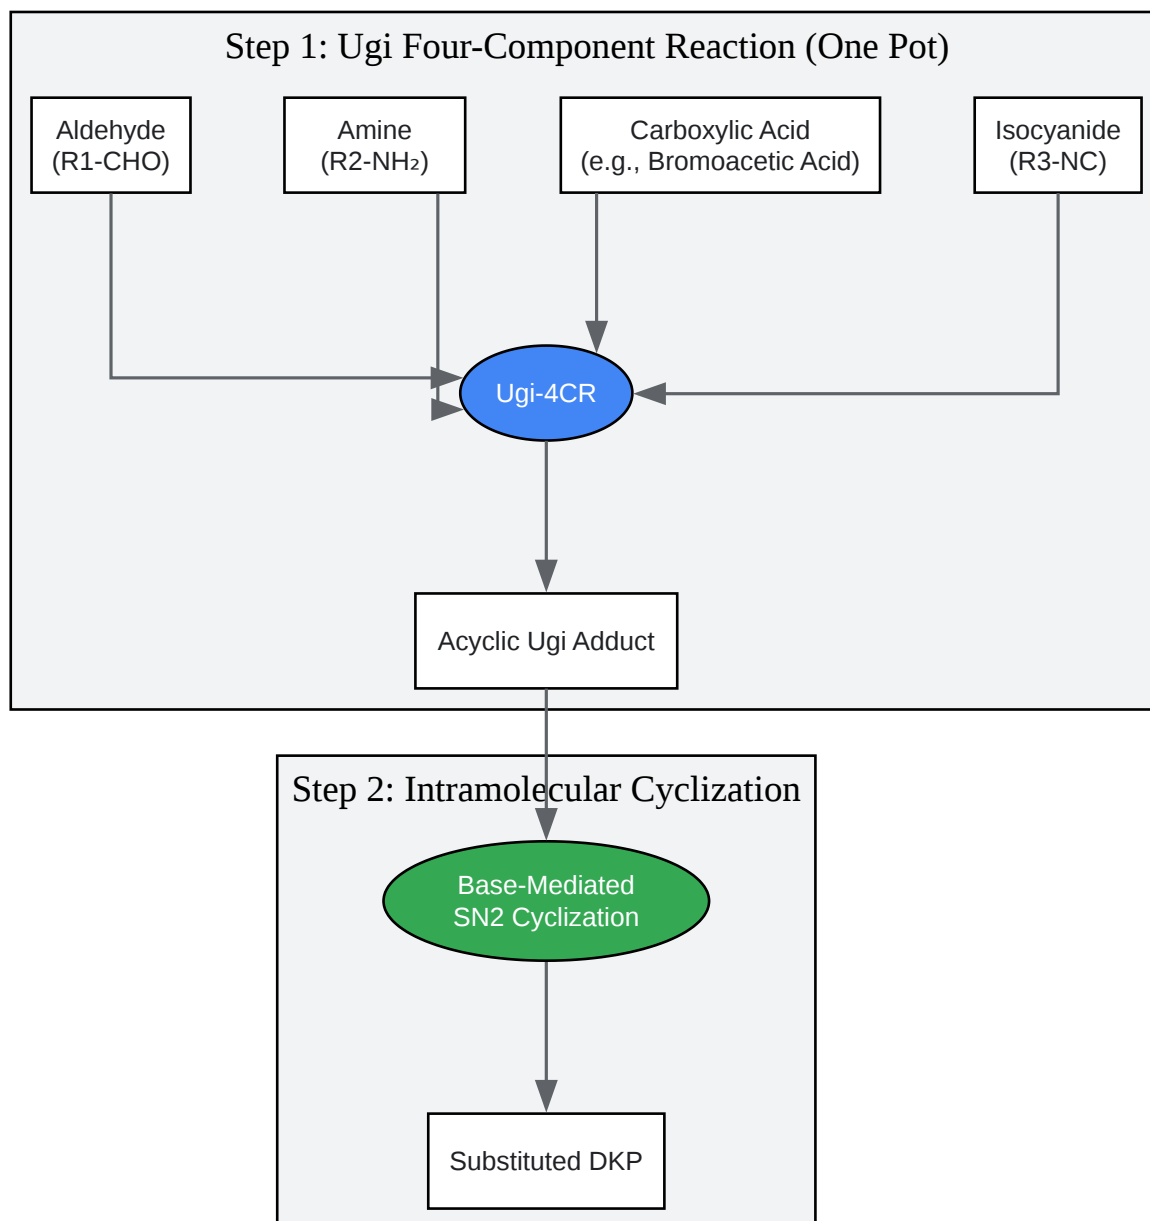 Step 1: Ugi Four-Component Reaction (One Pot)
Aldehyde
(R1-CHO)
Amine
(R2-NH₂)
Carboxylic Acid
(e.g., Bromoacetic Acid)
Isocyanide
(R3-NC)
Ugi-4CR
Acyclic Ugi Adduct
Step 2: Intramolecular Cyclization
Base-Mediated
SN2 Cyclization
Substituted DKP